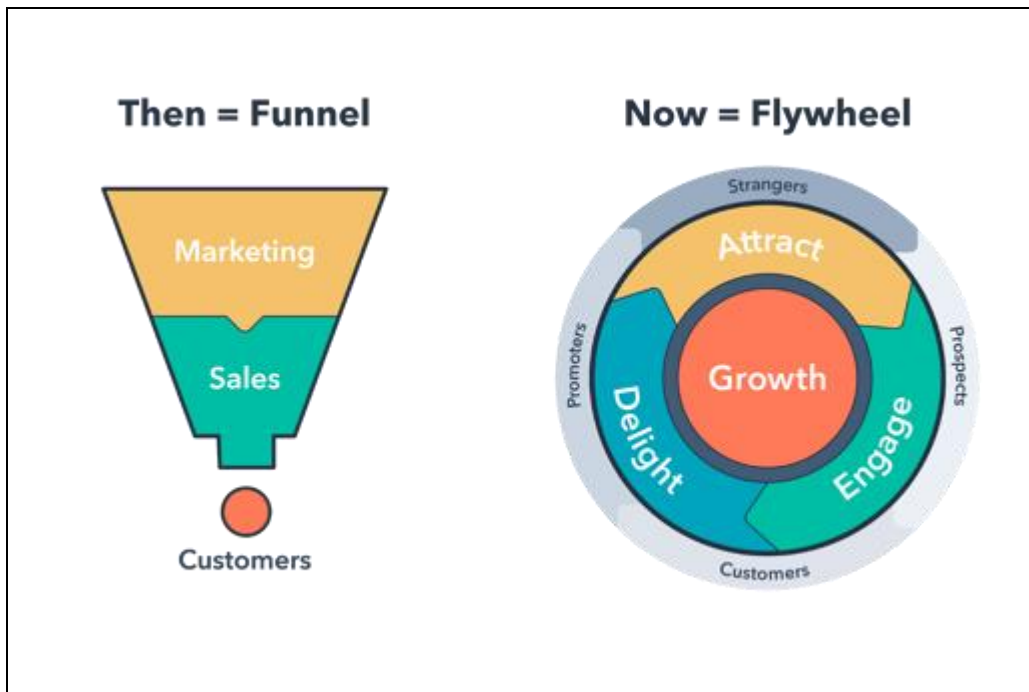 Then = Funnel
Marketing
Sales
Customers
Now = Flywheel
Strangers
Attract
Promoters
Growth
Prospects
Delight
Engage
Customers